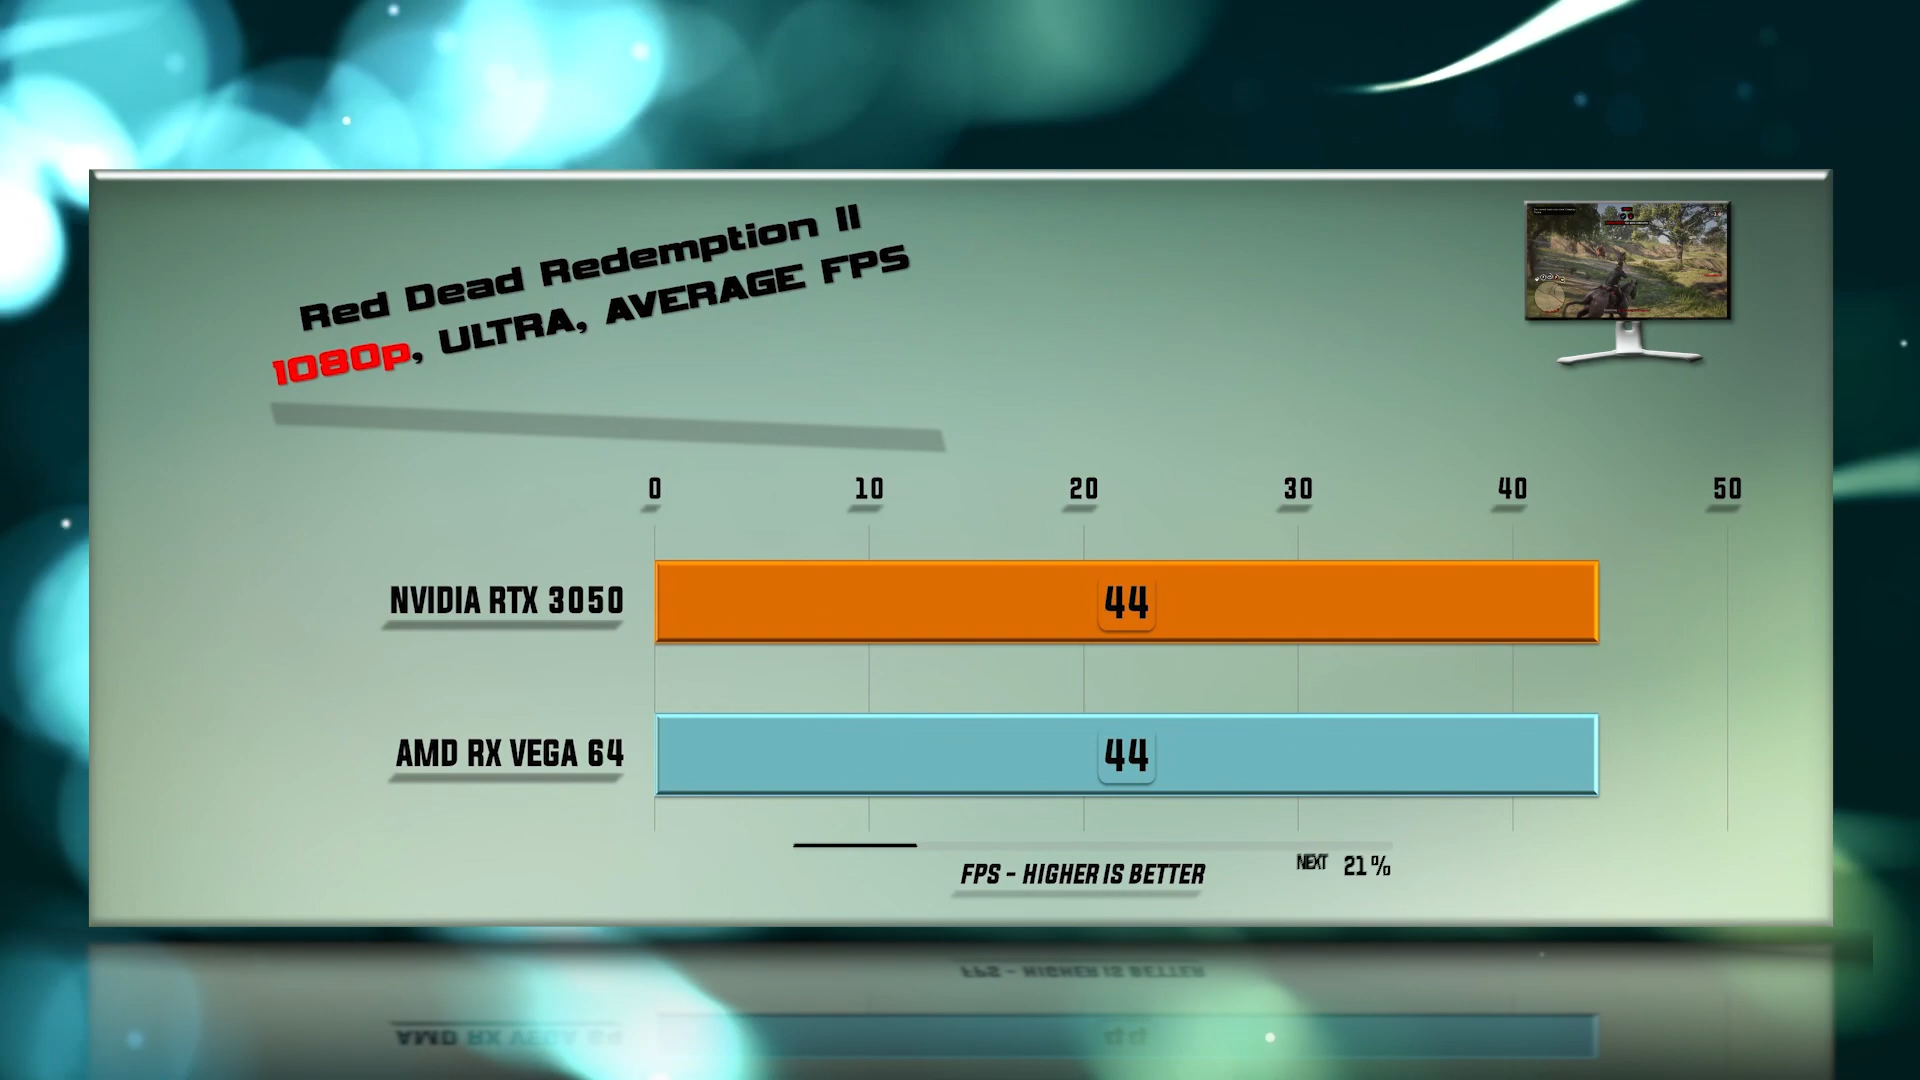 Red Dead Redemption II
1080p, ULTRA, AVERAGE FPS
0 10 20 30 40 50
NVIDIA RTX 3050 44
AMD RX VEGA 64 44
FPS - HIGHER IS BETTER
NEXT 21%